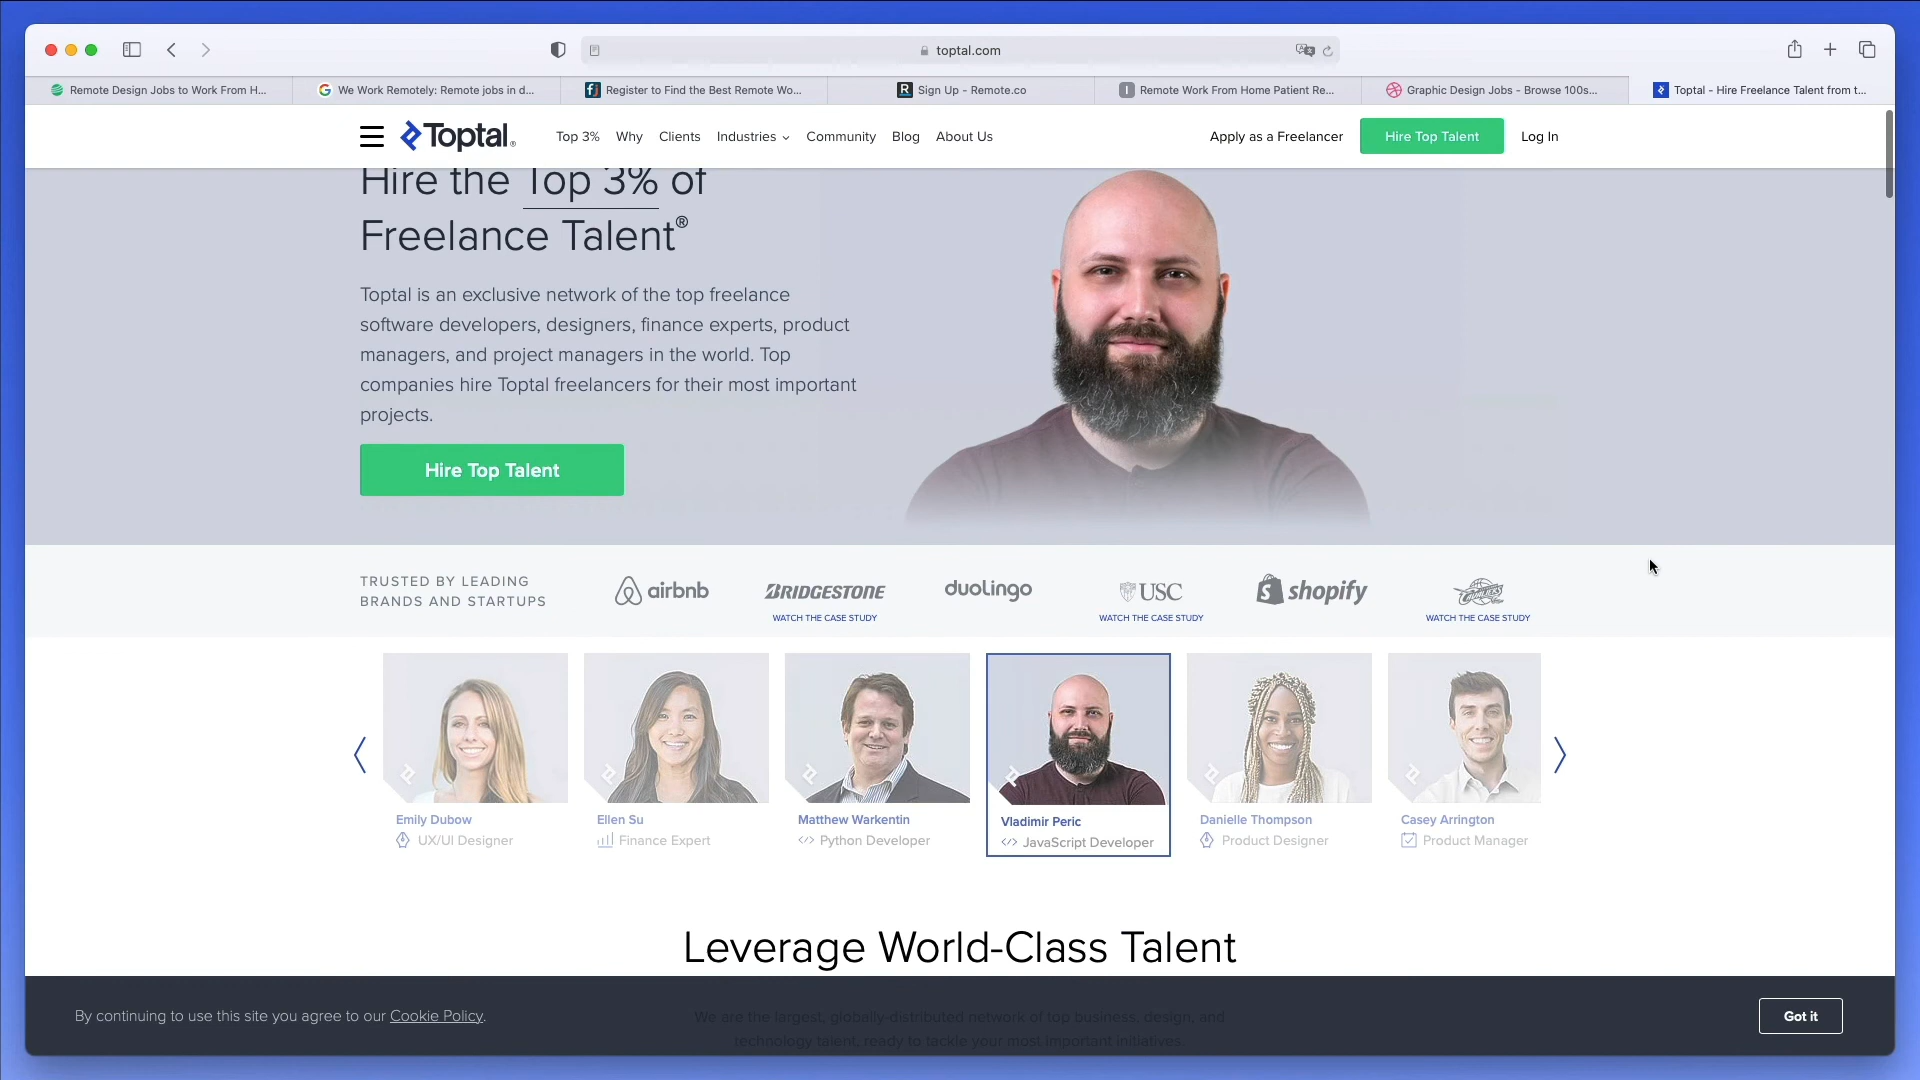 toptal.com
Remote Design Jobs to Work From H...
We Work Remotely: Remote jobs in d...
Register to Find the Best Remote Wo...
Sign Up - Remote.co
Remote Work From Home Patient Re...
Graphic Design Jobs - Browse 100s...
Toptal - Hire Freelance Talent from t...
Toptal®
Top 3%
Why
Clients
Industries
Community
Blog
About Us
Apply as a Freelancer
Hire Top Talent
Log In
Hire the Top 3% of
Freelance Talent®
Toptal is an exclusive network of the top freelance
software developers, designers, finance experts, product
managers, and project managers in the world. Top
companies hire Toptal freelancers for their most important
projects.
Hire Top Talent
TRUSTED BY LEADING
BRANDS AND STARTUPS
airbnb
BRIDGESTONE
WATCH THE CASE STUDY
duolingo
USC
WATCH THE CASE STUDY
shopify
CAVALIERS
WATCH THE CASE STUDY
Emily Dubow
UX/UI Designer
Ellen Su
Finance Expert
Matthew Warkentin
Python Developer
Vladimir Peric
JavaScript Developer
Danielle Thompson
Product Designer
Casey Arrington
Product Manager
Leverage World-Class Talent
We are the largest, globally-distributed network of top business, design, and
technology talent, ready to tackle your most important initiatives.
By continuing to use this site you agree to our Cookie Policy.
Got it